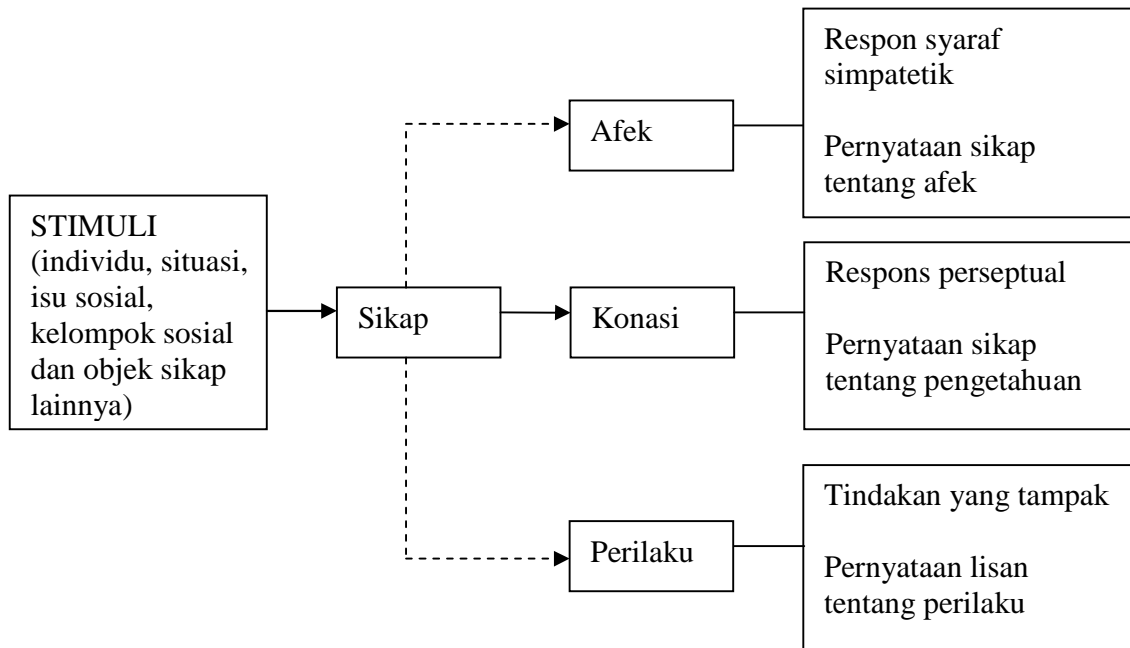 STIMULI
(individu, situasi,
isu sosial,
kelompok sosial
dan objek sikap
lainnya)
Sikap
Afek
Respon syaraf
simpatetik
Pernyataan sikap
tentang afek
Konasi
Respons perseptual
Pernyataan sikap
tentang pengetahuan
Perilaku
Tindakan yang tampak
Pernyataan lisan
tentang perilaku